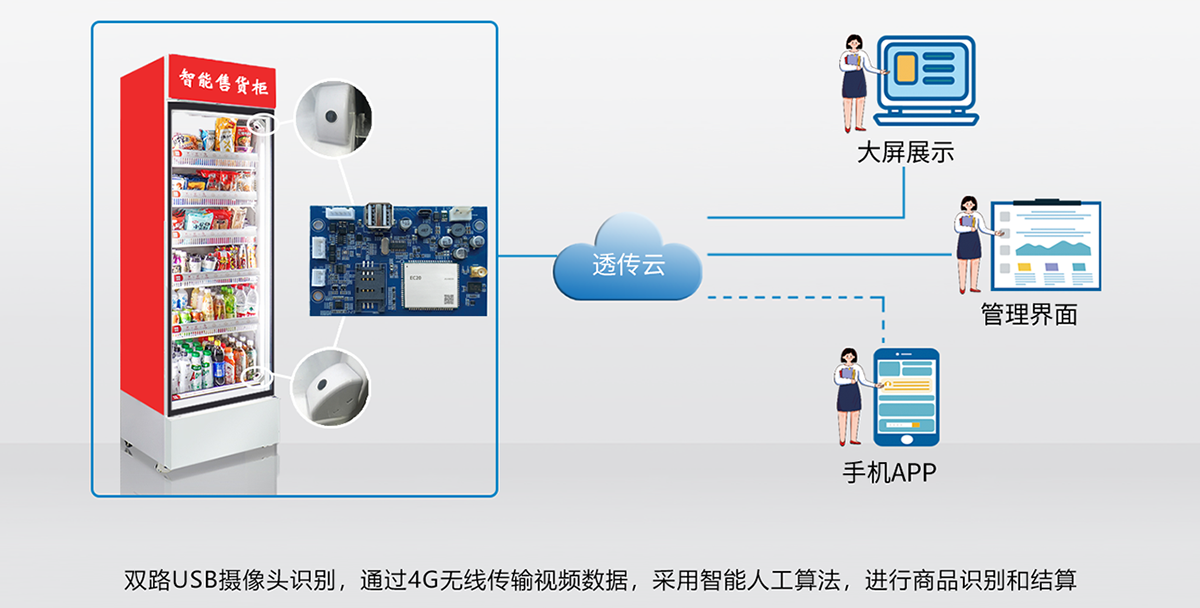 智能售货柜
EC20
透传云
大屏展示
管理界面
手机APP
双路USB摄像头识别，通过4G无线传输视频数据，采用智能人工算法，进行商品识别和结算